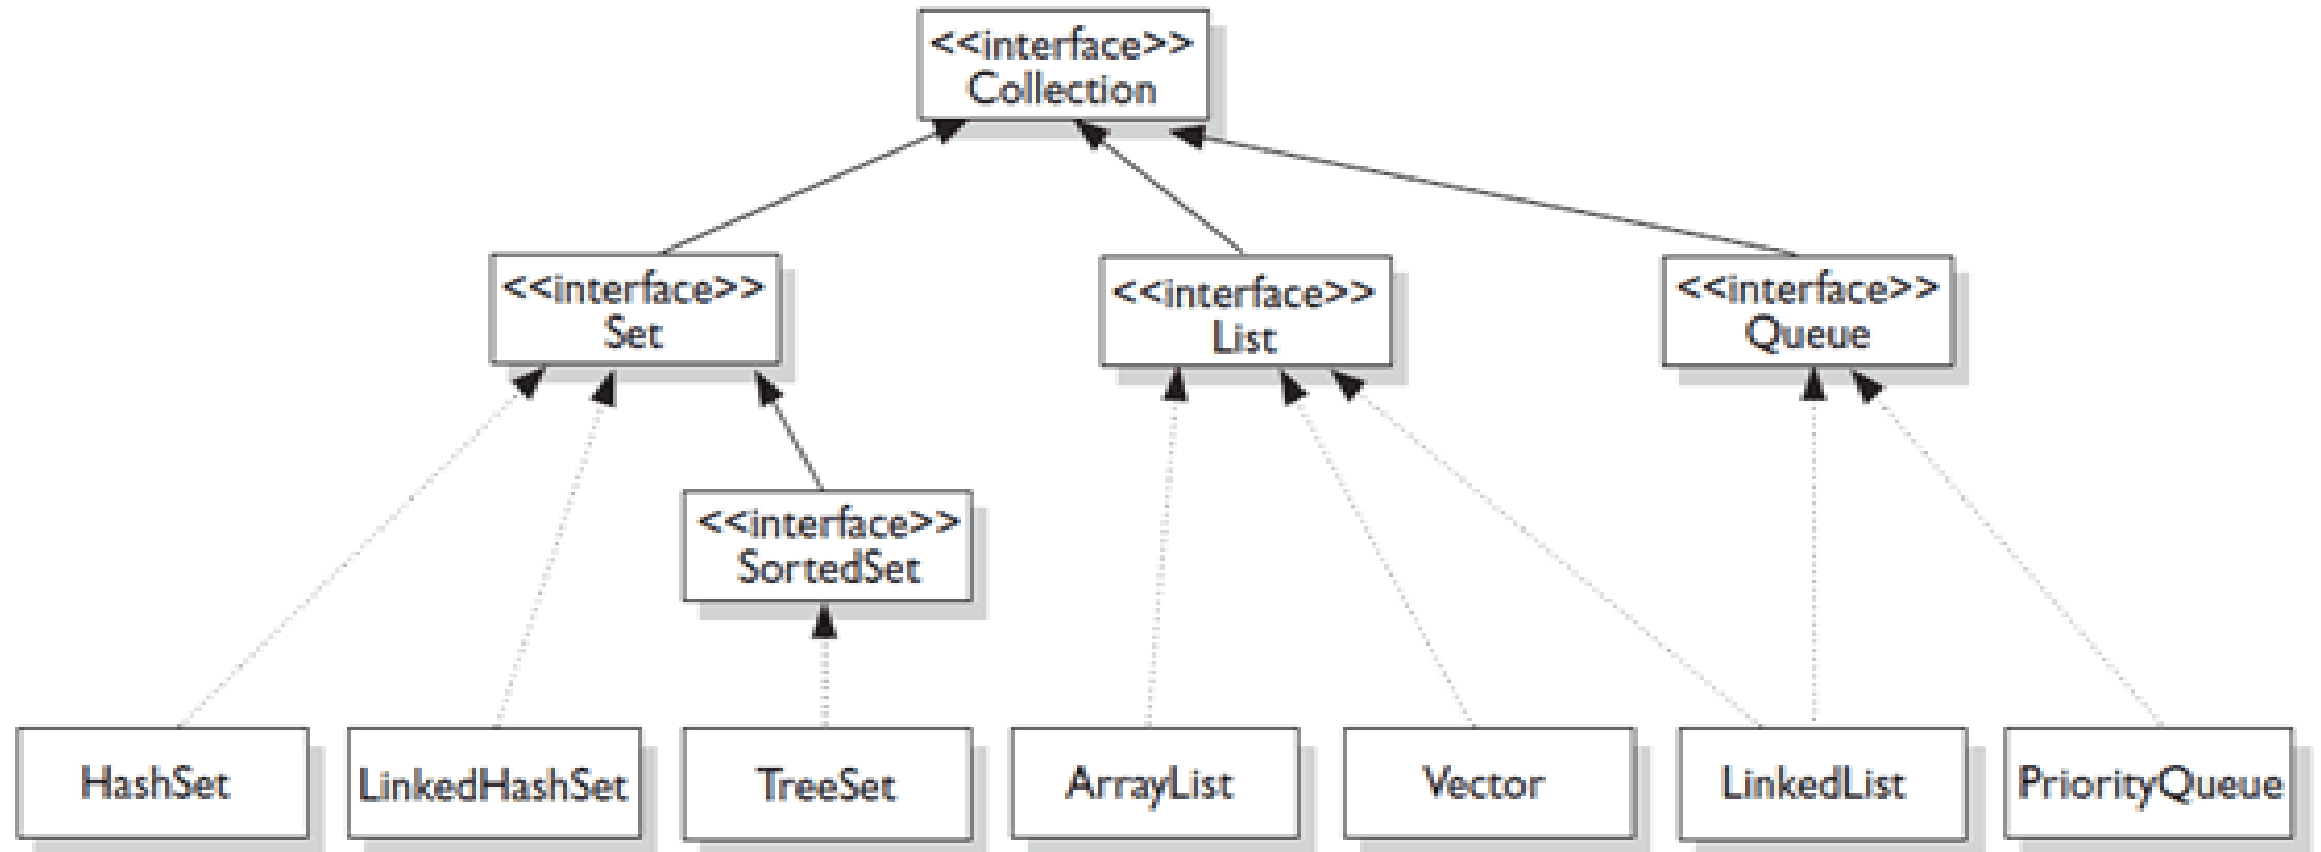 <<interface>>
Collection
<<interface>>
Set
<<interface>>
List
<<interface>>
Queue
<<interface>>
SortedSet
HashSet
LinkedHashSet
TreeSet
ArrayList
Vector
LinkedList
PriorityQueue